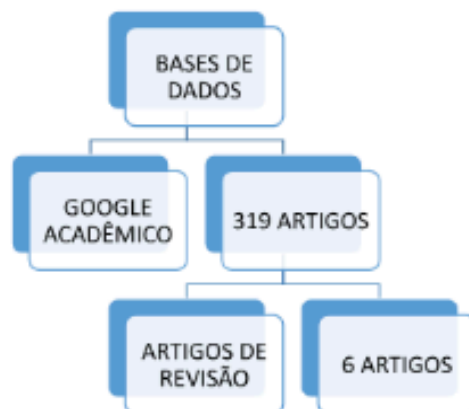 BASES DE
DADOS
GOOGLE
ACADÊMICO
319 ARTIGOS
ARTIGOS DE
REVISÃO
6 ARTIGOS